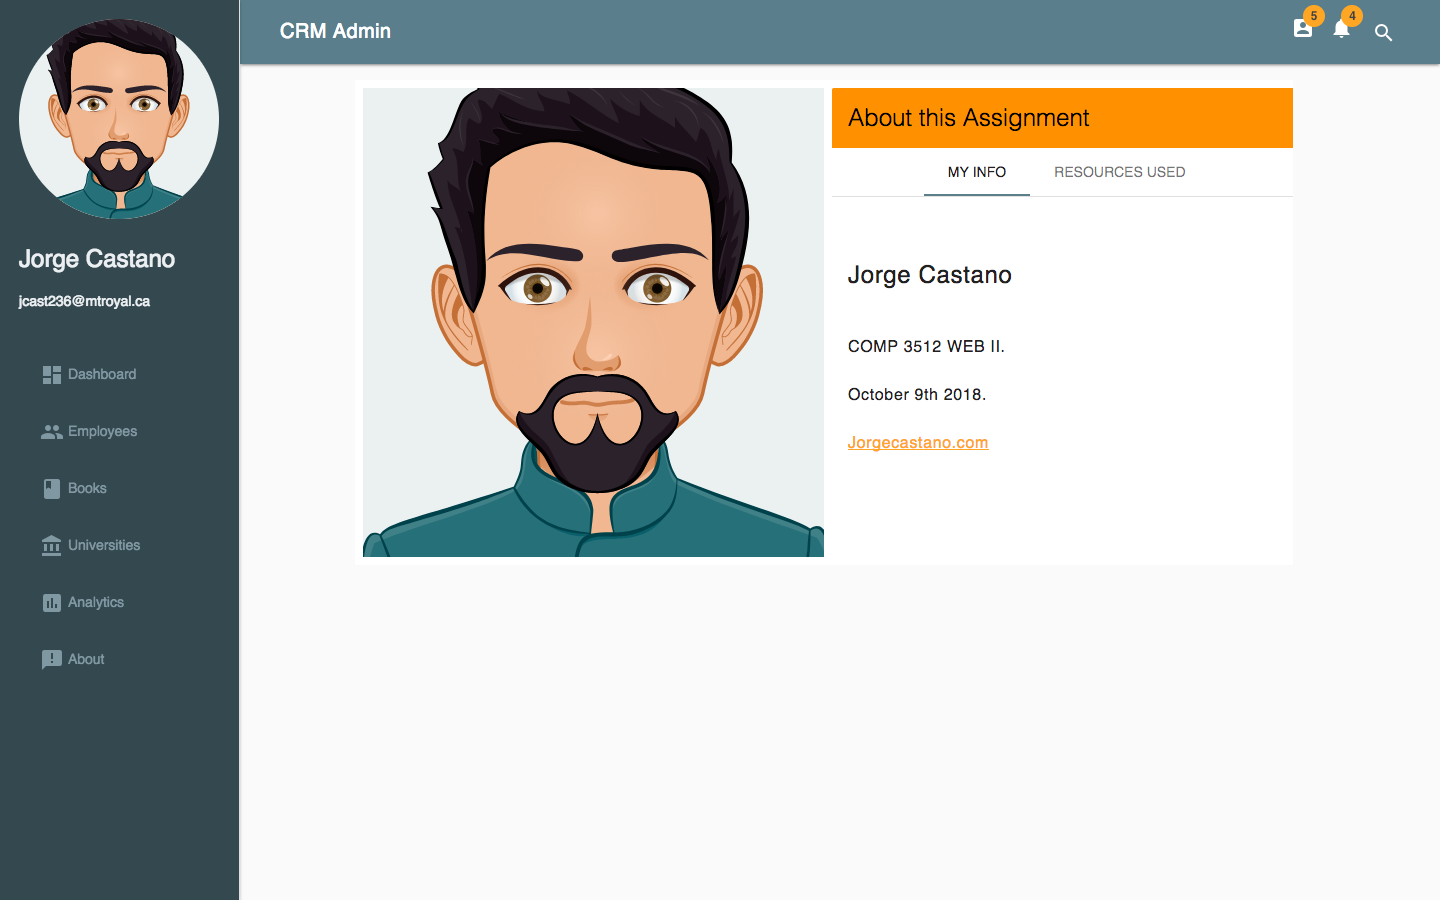 Jorge Castano
jcast236@mtroyal.ca
Dashboard
Employees
Books
Universities
Analytics
About
CRM Admin
5
4
About this Assignment
MY INFO
RESOURCES USED
Jorge Castano
COMP 3512 WEB II.
October 9th 2018.
Jorgecastano.com